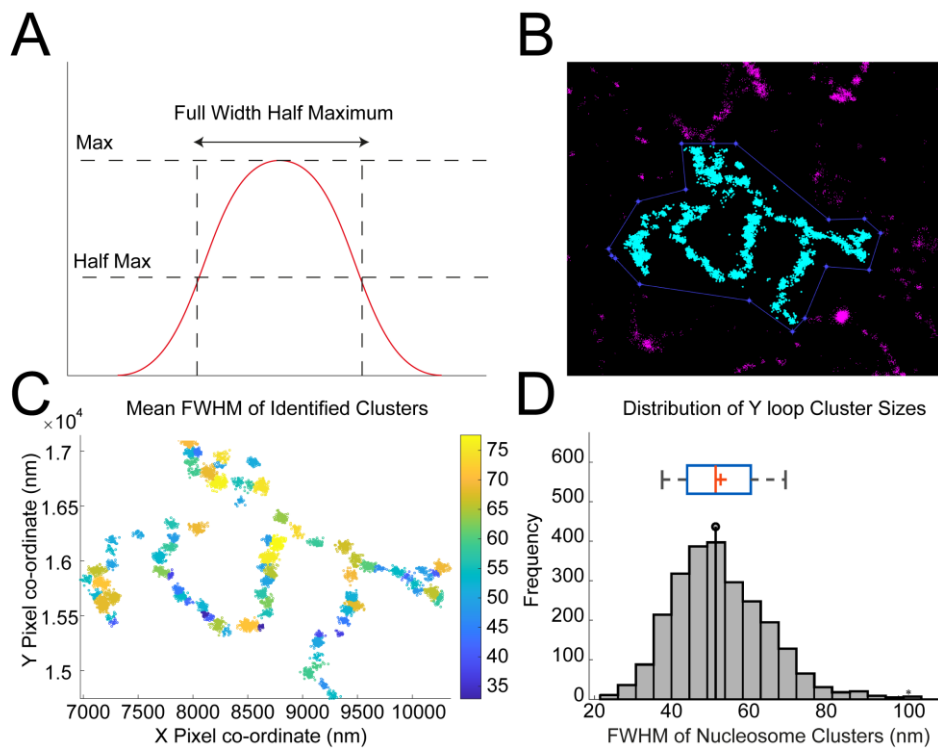 A
Full Width Half Maximum
Max
Half Max
B
C
Mean FWHM of Identified Clusters
×10⁴
1.7
1.65
1.6
1.55
1.5
Y Pixel co-ordinate (nm)
7000 7500 8000 8500 9000 9500 10000
X Pixel co-ordinate (nm)
75
70
65
60
55
50
45
40
35
D
Distribution of Y loop Cluster Sizes
600
500
400
300
200
100
0
Frequency
20 40 60 80 100
FWHM of Nucleosome Clusters (nm)
*